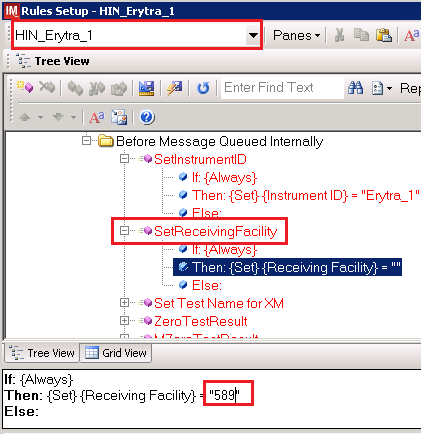 IM Rules Setup - HIN_Erytra_1
HIN_Erytra_1 Panes
Tree View
Enter Find Text Rep
Before Message Queued Internally
SetInstrumentID
If: {Always}
Then: {Set} {Instrument ID} = "Erytra_1"
Else:
SetReceivingFacility
If: {Always}
Then: {Set} {Receiving Facility} = ""
Else:
Set Test Name for XM
ZeroTestResult
MZeroTestResult
Tree View Grid View
If: {Always}
Then: {Set} {Receiving Facility} = "589"
Else: